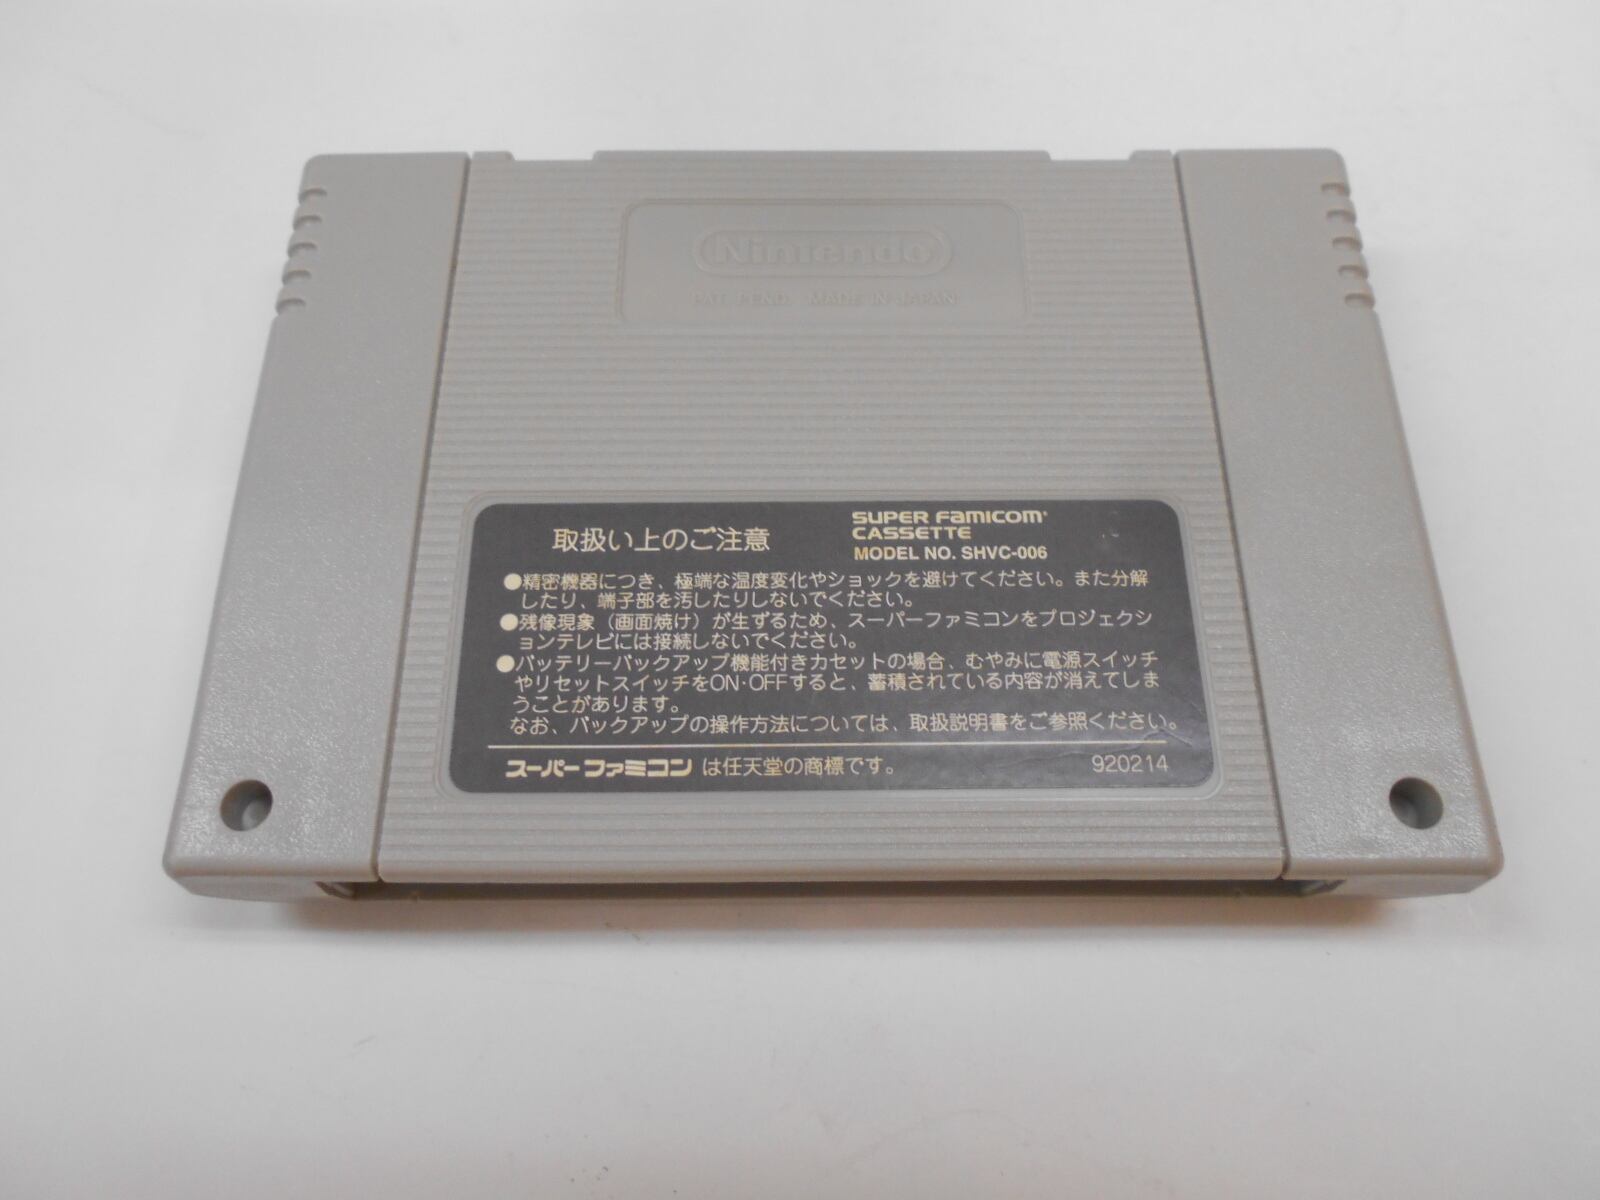 Nintendo
PAT. PEND. MADE IN JAPAN
取扱い上のご注意
SUPER FAMICOM
CASSETTE
MODEL NO. SHVC-006
●精密機器につき、極端な温度変化やショックを避けてください。また分解
したり、端子部を汚したりしないでください。
●残像現象（画面焼け）が生ずるため、スーパーファミコンをプロジェクシ
ョンテレビには接続しないでください。
●バッテリーバックアップ機能付きカセットの場合、むやみに電源スイッチ
やリセットスイッチをON・OFFすると、蓄積されている内容が消えてしま
うことがあります。
なお、バックアップの操作方法については、取扱説明書をご参照ください。
スーパーファミコン は任天堂の商標です。
920214